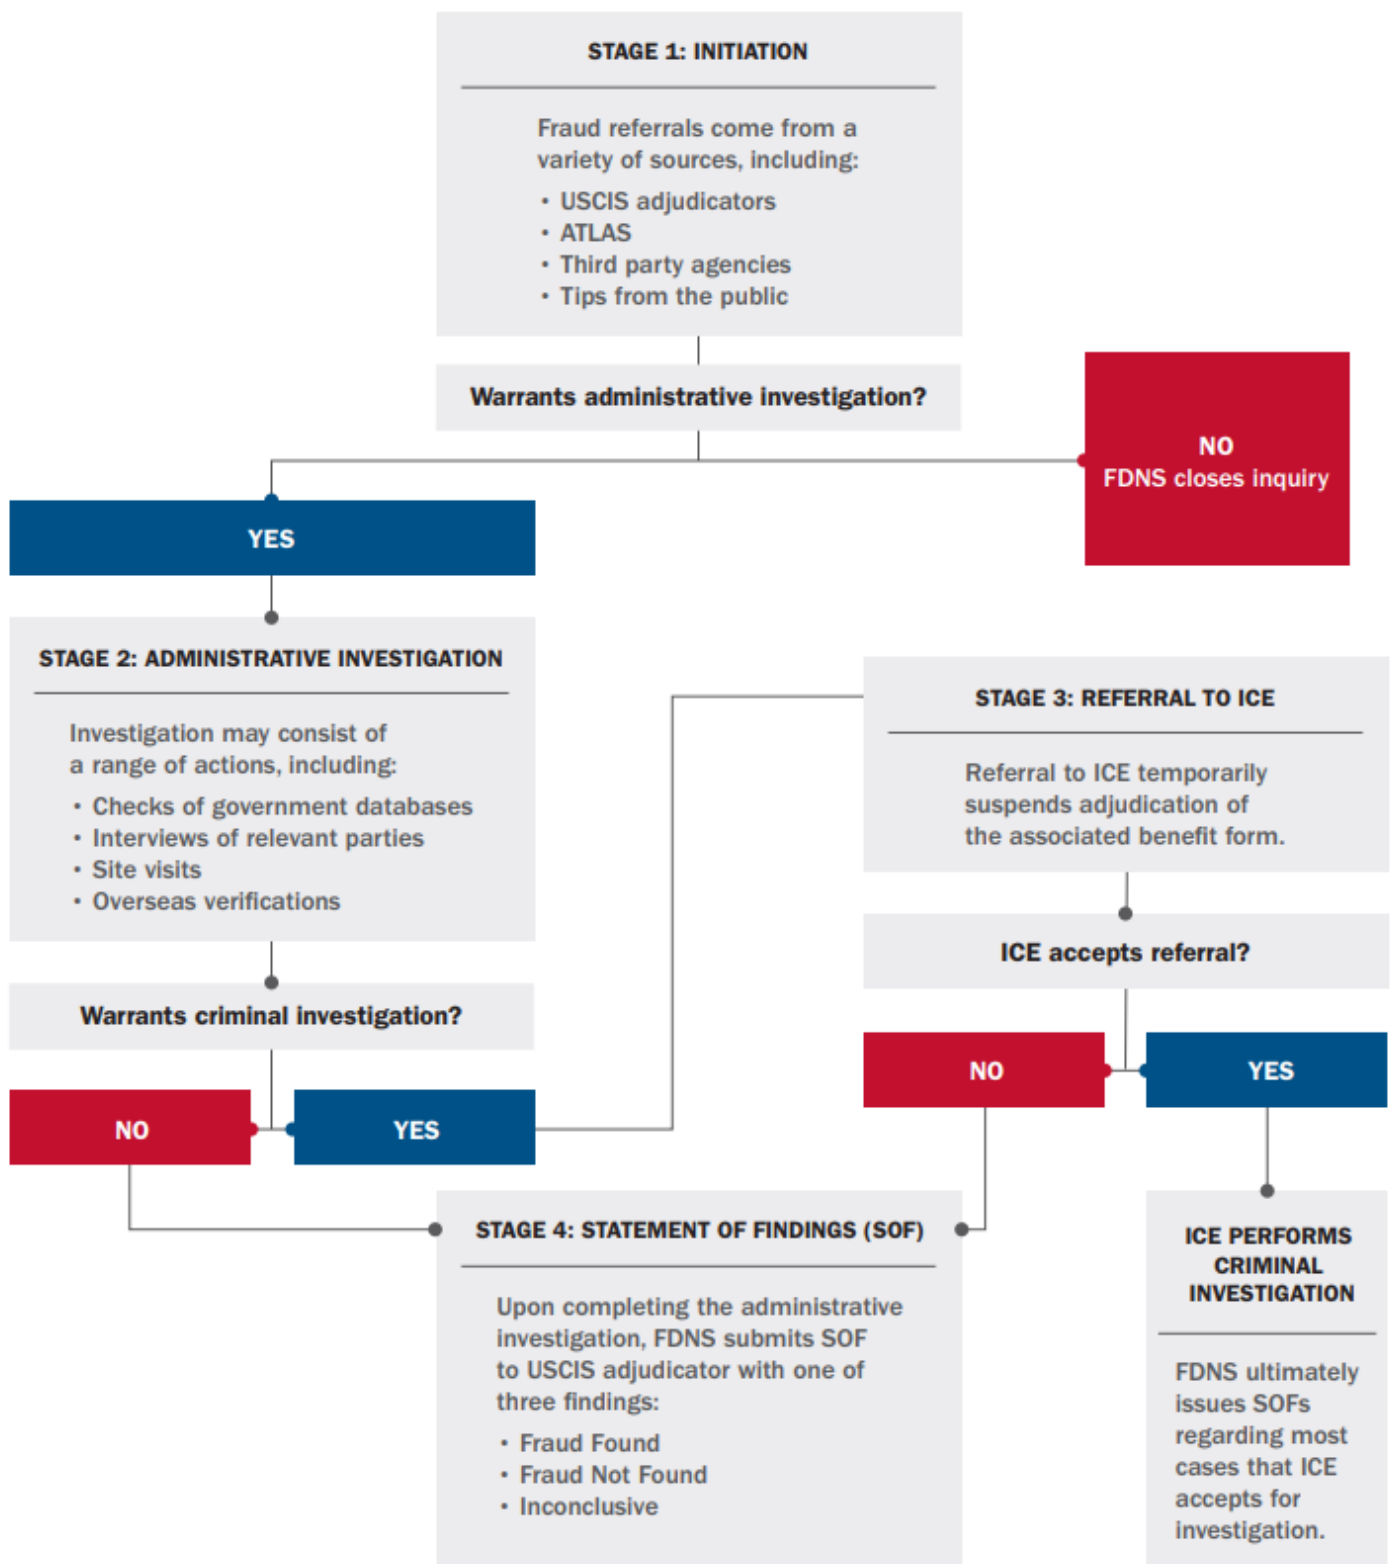 STAGE 1: INITIATION
Fraud referrals come from a
variety of sources, including:
• USCIS adjudicators
• ATLAS
• Third party agencies
• Tips from the public
Warrants administrative investigation?
NO
FDNS closes inquiry
YES
STAGE 2: ADMINISTRATIVE INVESTIGATION
Investigation may consist of
a range of actions, including:
• Checks of government databases
• Interviews of relevant parties
• Site visits
• Overseas verifications
Warrants criminal investigation?
NO
YES
STAGE 3: REFERRAL TO ICE
Referral to ICE temporarily
suspends adjudication of
the associated benefit form.
ICE accepts referral?
NO
YES
STAGE 4: STATEMENT OF FINDINGS (SOF)
Upon completing the administrative
investigation, FDNS submits SOF
to USCIS adjudicator with one of
three findings:
• Fraud Found
• Fraud Not Found
• Inconclusive
ICE PERFORMS
CRIMINAL
INVESTIGATION
FDNS ultimately
issues SOFs
regarding most
cases that ICE
accepts for
investigation.